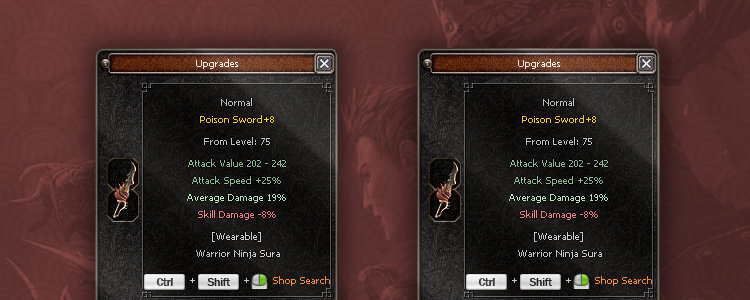 Upgrades
Normal
Poison Sword+8
From Level: 75
Attack Value 202 - 242
Attack Speed +25%
Average Damage 19%
Skill Damage -8%
[Wearable]
Warrior Ninja Sura
Ctrl + Shift + Shop Search
Upgrades
Normal
Poison Sword+8
From Level: 75
Attack Value 202 - 242
Attack Speed +25%
Average Damage 19%
Skill Damage -8%
[Wearable]
Warrior Ninja Sura
Ctrl + Shift + Shop Search